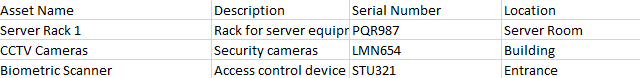 Asset Name Description Serial Number Location
Server Rack 1 Rack for server equipr PQR987 Server Room
CCTV Cameras Security cameras LMN654 Building
Biometric Scanner Access control device STU321 Entrance